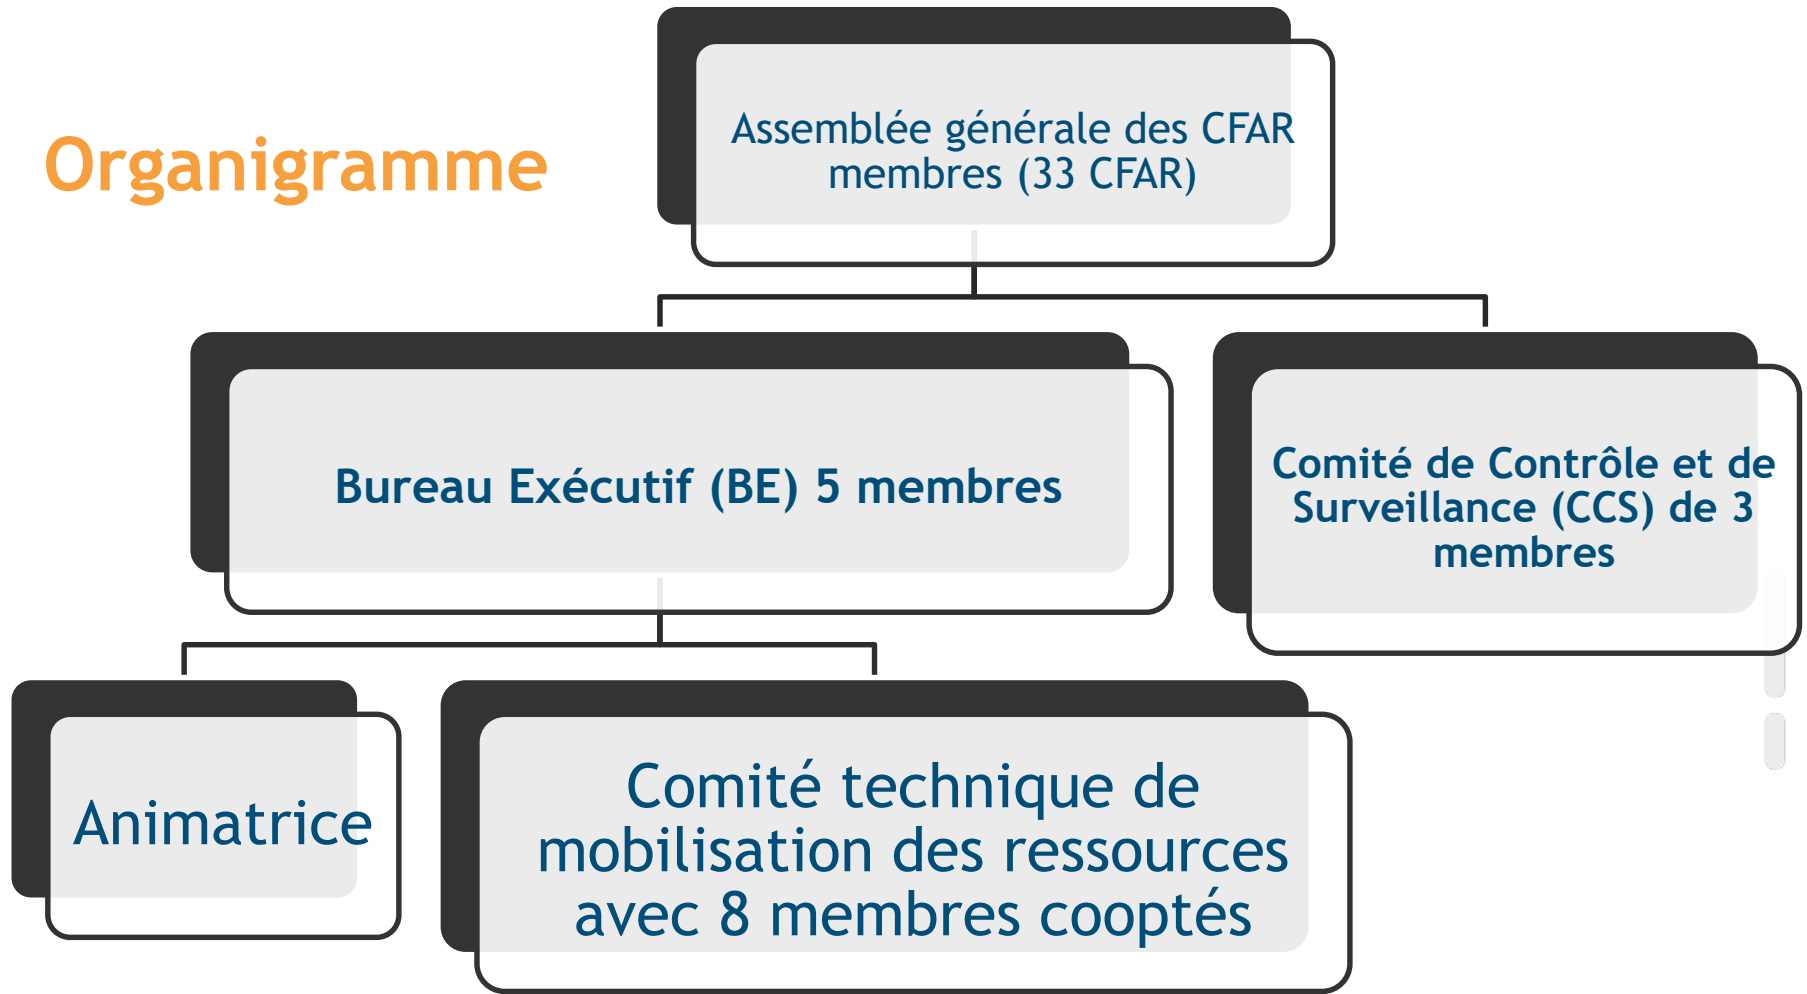 Organigramme
Assemblée générale des CFAR
membres (33 CFAR)
Bureau Exécutif (BE) 5 membres
Comité de Contrôle et de
Surveillance (CCS) de 3
membres
Animatrice
Comité technique de
mobilisation des ressources
avec 8 membres cooptés